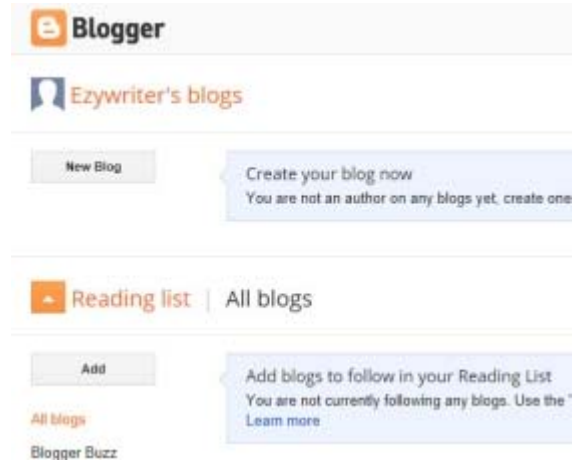 Blogger
Ezywriter's blogs
New Blog
Create your blog now
You are not an author on any blogs yet, create one
Reading list | All blogs
Add
Add blogs to follow in your Reading List
You are not currently following any blogs. Use the "
Learn more
All blogs
Blogger Buzz